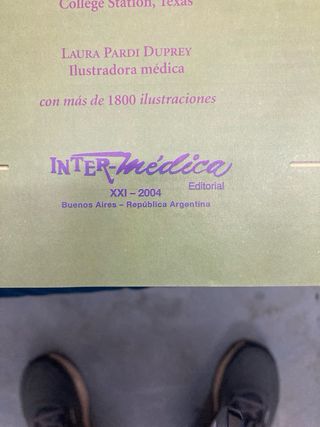 College Station, Texas
LAURA PARDI DUPREY
Ilustradora médica
con más de 1800 ilustraciones
INTER-médica
Editorial
XXI – 2004
Buenos Aires – República Argentina